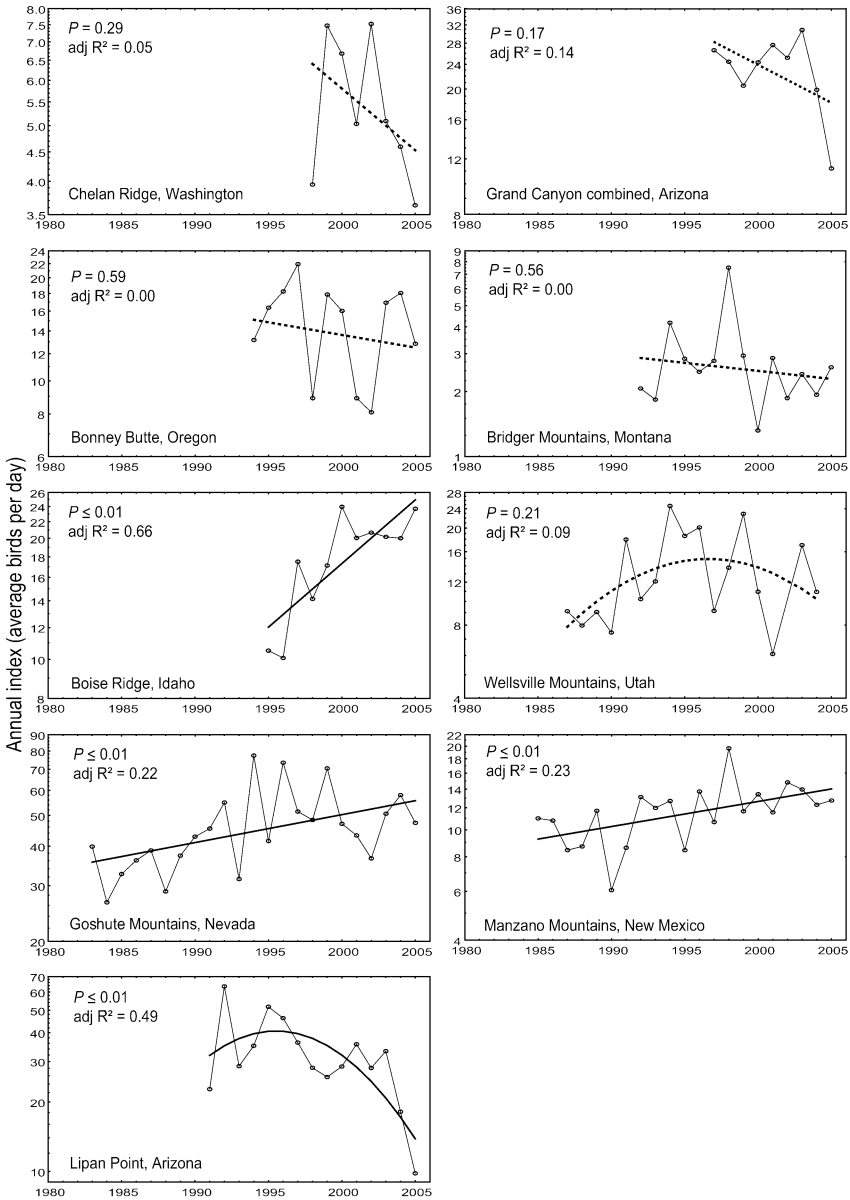 Annual index (average birds per day)
8.0
7.5
7.0
6.5
6.0
5.5
5.0
4.5
4.0
3.5
P = 0.29
adj R² = 0.05
Chelan Ridge, Washington
1980 1985 1990 1995 2000 2005
36
32
28
24
20
16
12
8
P = 0.17
adj R² = 0.14
Grand Canyon combined, Arizona
1980 1985 1990 1995 2000 2005
24
22
20
18
16
14
12
10
8
6
P = 0.59
adj R² = 0.00
Bonney Butte, Oregon
1980 1985 1990 1995 2000 2005
9
8
7
6
5
4
3
2
1
P = 0.56
adj R² = 0.00
Bridger Mountains, Montana
1980 1985 1990 1995 2000 2005
26
24
22
20
18
16
14
12
10
8
P ≤ 0.01
adj R² = 0.66
Boise Ridge, Idaho
1980 1985 1990 1995 2000 2005
28
24
20
16
12
8
4
P = 0.21
adj R² = 0.09
Wellsville Mountains, Utah
1980 1985 1990 1995 2000 2005
90
80
70
60
50
40
30
20
P ≤ 0.01
adj R² = 0.22
Goshute Mountains, Nevada
1980 1985 1990 1995 2000 2005
22
20
18
16
14
12
10
8
6
4
P ≤ 0.01
adj R² = 0.23
Manzano Mountains, New Mexico
1980 1985 1990 1995 2000 2005
70
60
50
40
30
20
10
P ≤ 0.01
adj R² = 0.49
Lipan Point, Arizona
1980 1985 1990 1995 2000 2005